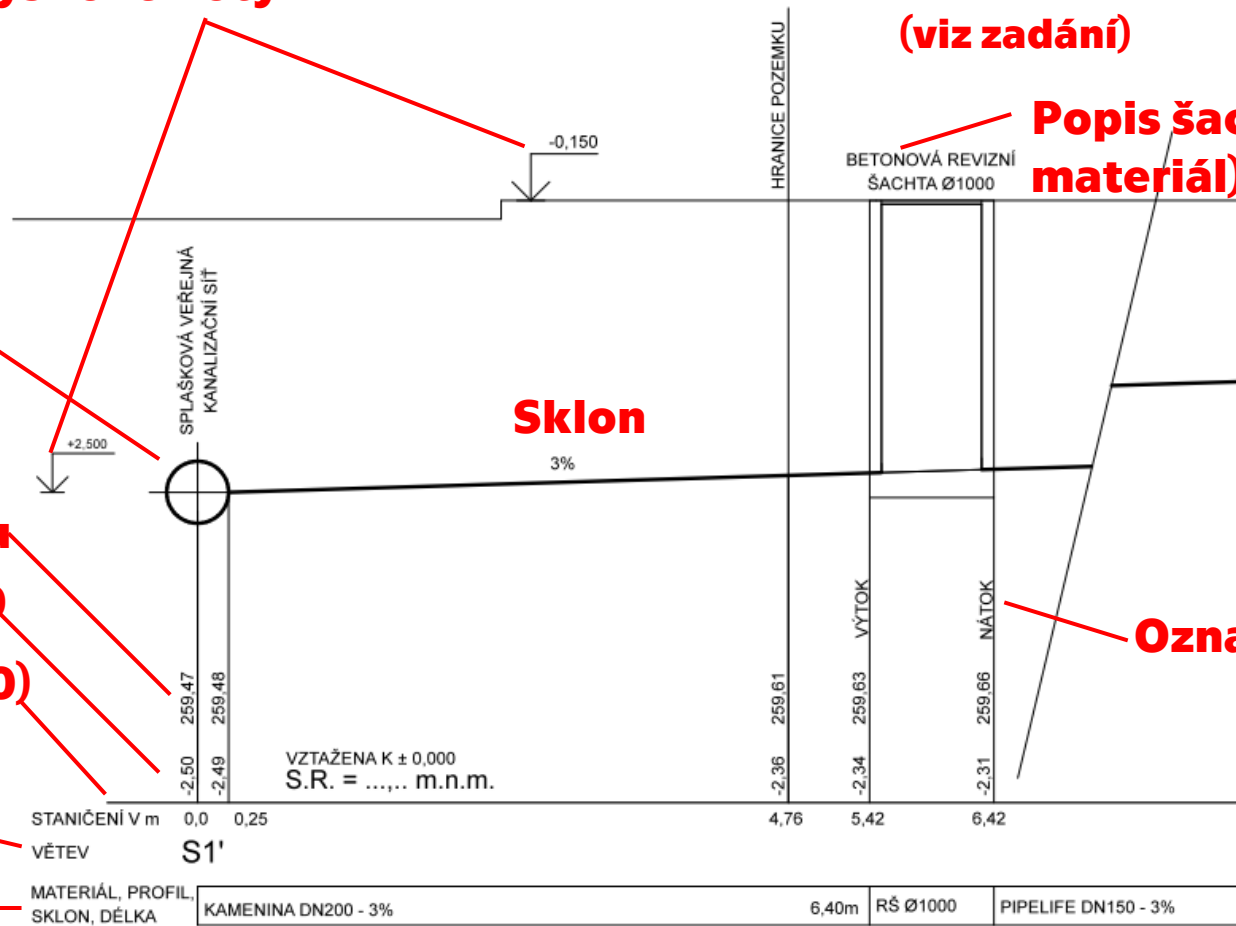 (viz zadání)
HRANICE POZEMKU
-0,150
Popis
BETONOVÁ REVIZNÍ
ŠACHTA Ø1000
materiál)
SPLAŠKOVÁ VEŘEJNÁ
KANALIZAČNÍ SÍŤ
Sklon
+2,500
3%
VÝTOK
NÁTOK
0)
259,47
259,48
259,61
259,63
259,66
-2,50
-2,49
-2,36
-2,34
-2,31
VZTAŽENA K ± 0,000
S.R. = ...,.. m.n.m.
STANIČENÍ V m 0,0 0,25 4,76 5,42 6,42
VĚTEV S1'
MATERIÁL, PROFIL,
SKLON, DÉLKA
KAMENINA DN200 - 3% 6,40m RŠ Ø1000 PIPELIFE DN150 - 3%